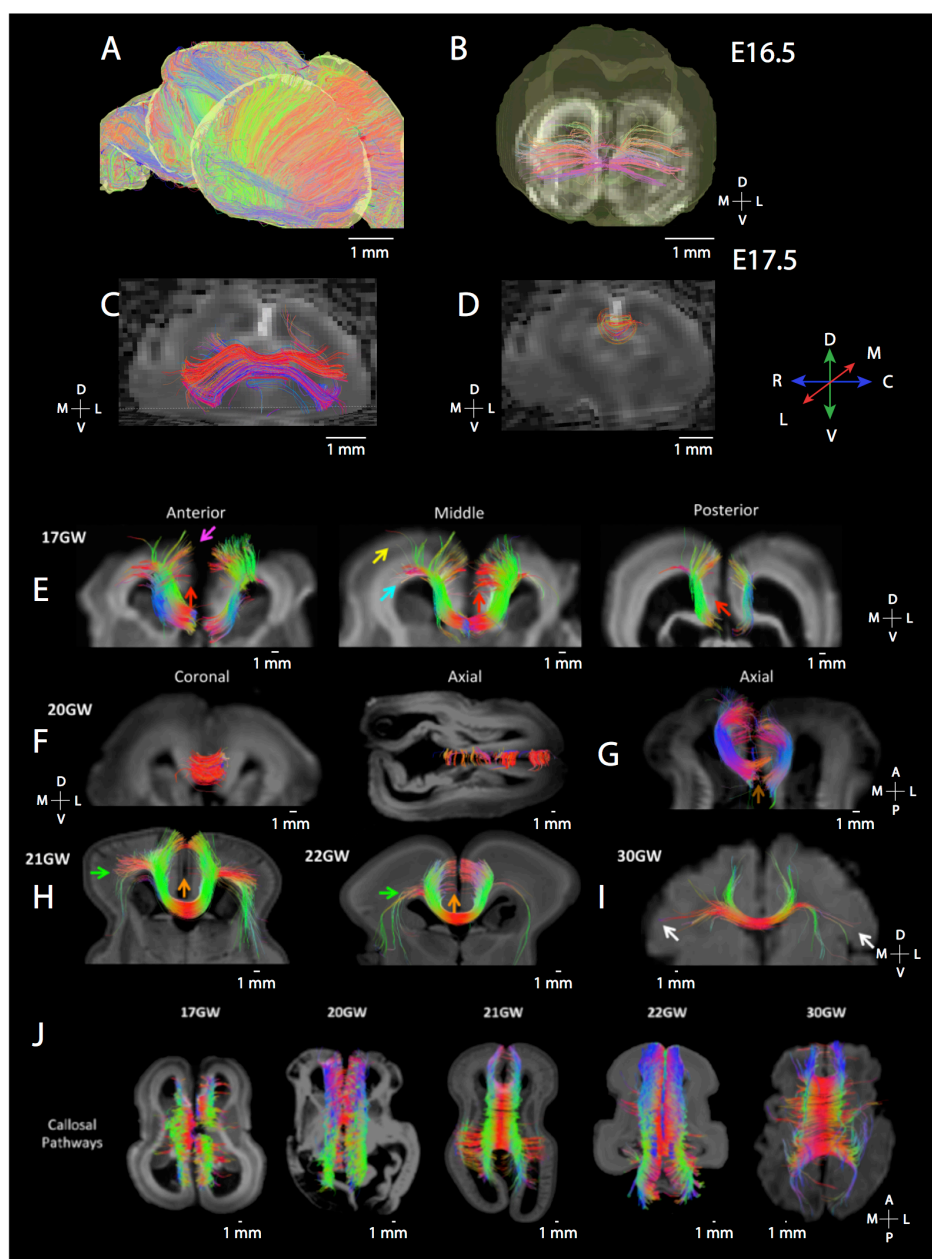 A
B
E16.5
D
M L
V
1 mm
1 mm
E17.5
C
D
D
M L
V
D
M L
V
1 mm
1 mm
D
M
R
C
L
V
Anterior
Middle
Posterior
17GW
E
D
M L
V
1 mm
1 mm
1 mm
Coronal
Axial
Axial
20GW
F
G
D
M L
V
A
M L
P
1 mm
1 mm
1 mm
21GW
22GW
30GW
H
I
D
M L
V
1 mm
1 mm
1 mm
17GW
20GW
21GW
22GW
30GW
J
Callosal
Pathways
A
M L
P
1 mm
1 mm
1 mm
1 mm
1 mm